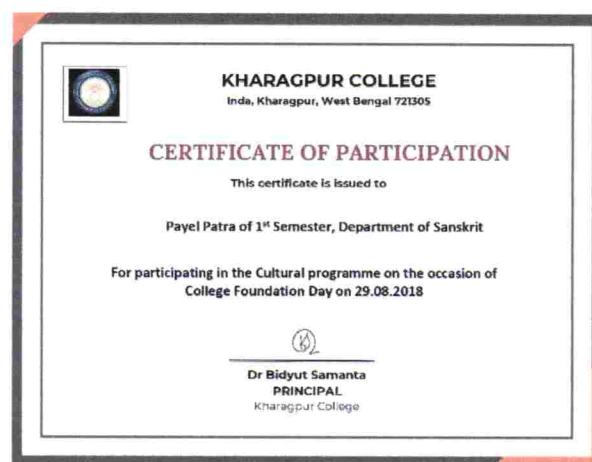 KHARAGPUR COLLEGE
Inda, Kharagpur, West Bengal 721305
CERTIFICATE OF PARTICIPATION
This certificate is issued to
Payel Patra of 1st Semester, Department of Sanskrit
For participating in the Cultural programme on the occasion of
College Foundation Day on 29.08.2018
Dr Bidyut Samanta
PRINCIPAL
Kharagpur College